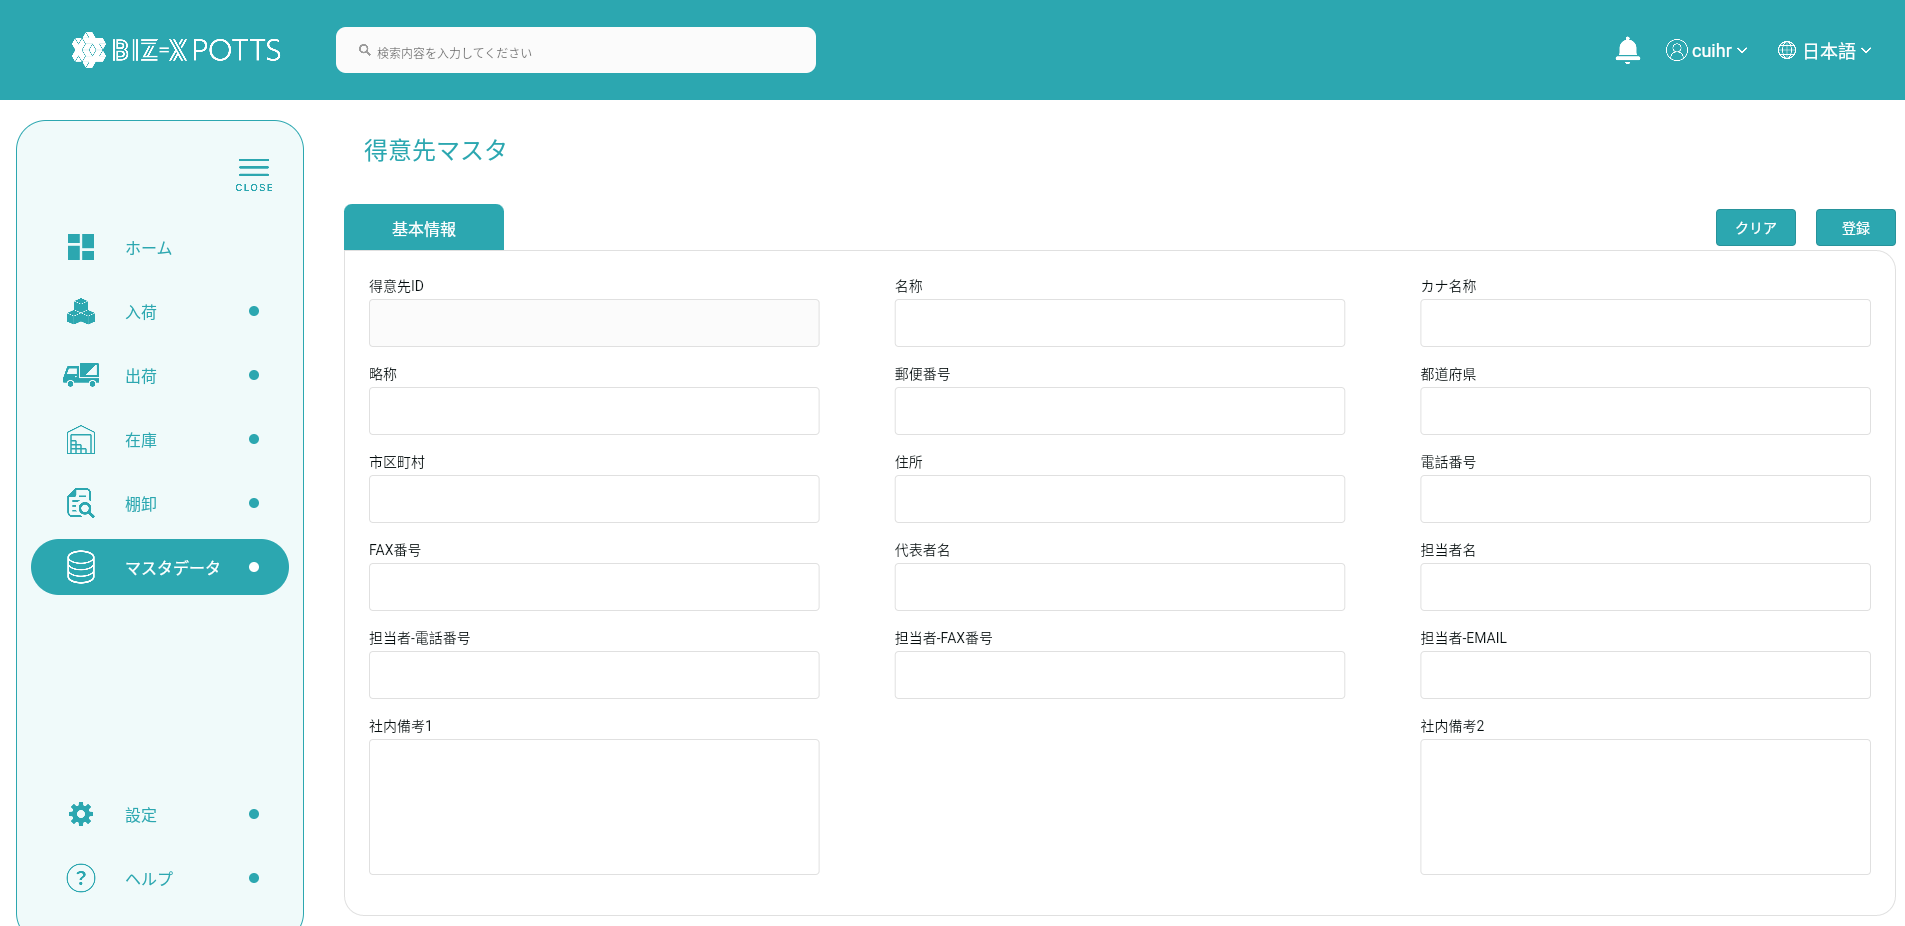 BIZ=X POTTS
検索内容を入力してください
cuihr
日本語
CLOSE
ホーム
入荷
出荷
在庫
棚卸
マスタデータ
設定
ヘルプ
得意先マスタ
基本情報
クリア
登録
得意先ID
名称
カナ名称
略称
郵便番号
都道府県
市区町村
住所
電話番号
FAX番号
代表者名
担当者名
担当者-電話番号
担当者-FAX番号
担当者-EMAIL
社内備考1
社内備考2